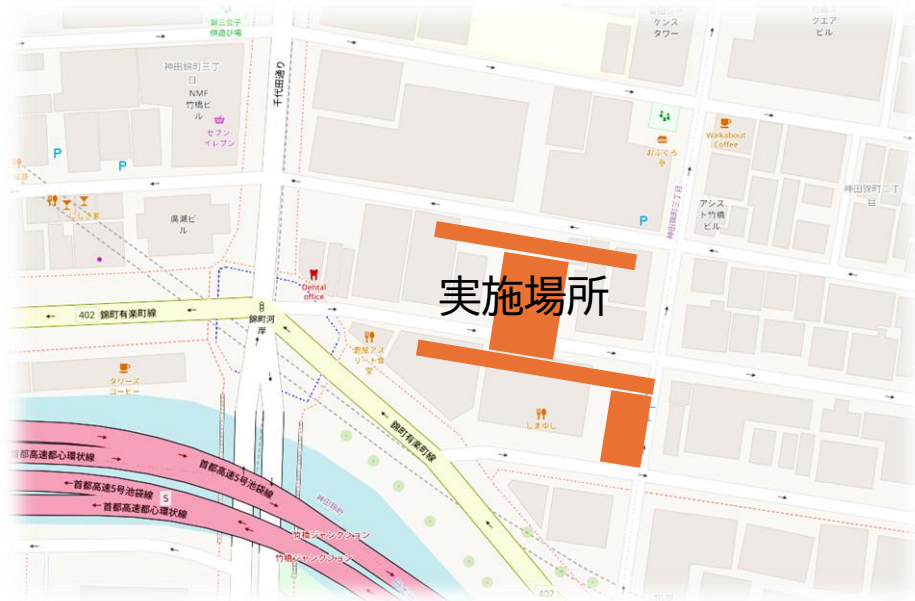 千代田通り
神田錦町三丁
目
NMF
竹橋ビ
ル
セブン-
イレブン
P
P
Walkabout
Coffee
おふくろ
亭
神田錦町二丁
目
アシス
ト竹橋
ビル
P
廣瀬ビ
ル
Dental
office
実施場所
402 錦町有楽町線
錦町河
岸
タリーズ
コーヒー
しまゆし
錦町有楽町線
首都高速都心環状線
首都高速5号池袋線
首都高速5号池袋線
5
首都高速都心環状線
竹橋ジャンクション
竹橋ジャンクション
402